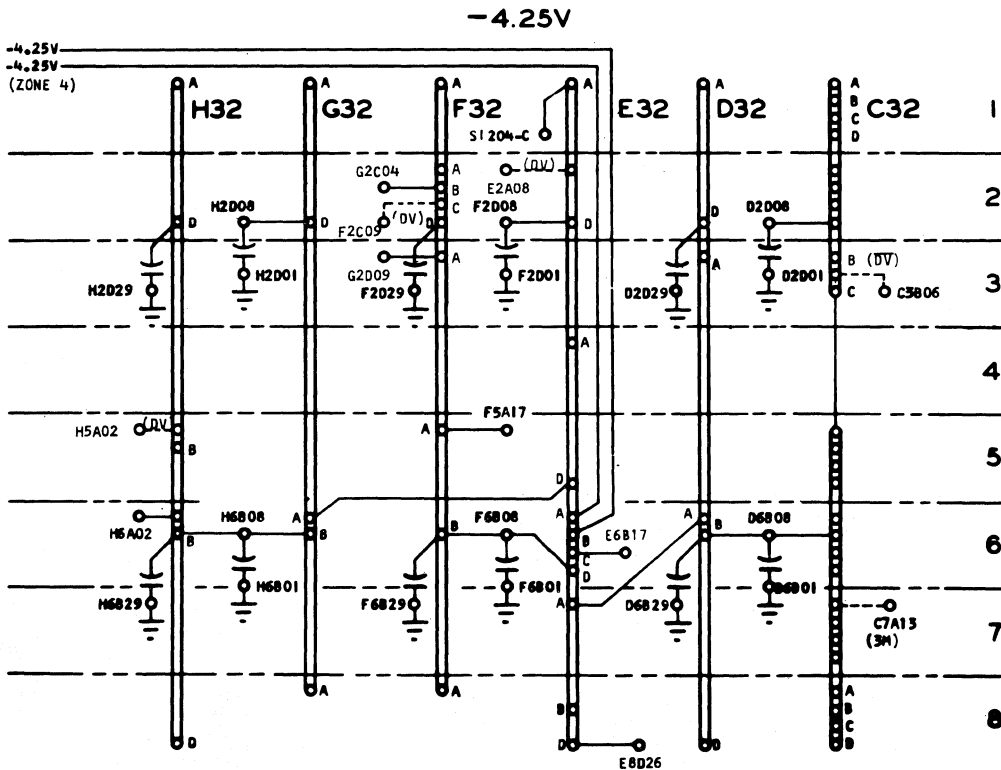 -4.25V
-4.25V
-4.25V
(ZONE 4)
A A A A A A
H32 G32 F32 E32 D32 C32 1
B
C
D
S1204-C
A
G2C04 B
E2A08 (DV)
C
2
H2D08 F2C09 (DV) F2D08 D2D08
D D D D D
G2D09 A A
B (DV)
H2D01 F2D01 D2D01
3
H2D29 F2D29 D2D29 C C3B06
A
4
F5A17
H5A02 (DV A
B
5
D
A A A
H6A02 H6B08 F6B08 E6B17 D6B08
B B B B B
6
C
D
H6B01 F6B01 D6B01
H6B29 F6B29 A D6B29
C7A13
(3M)
7
A A A
B B
8
C
D D D D
E8D26